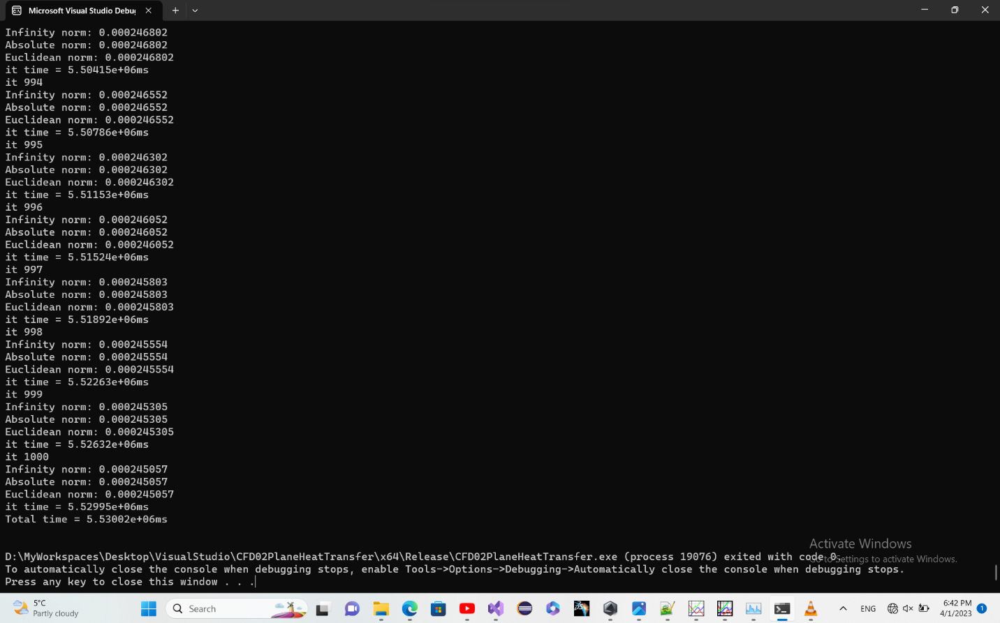 Microsoft Visual Studio Debu
Infinity norm: 0.000246802
Absolute norm: 0.000246802
Euclidean norm: 0.000246802
it time = 5.50415e+06ms
it 994
Infinity norm: 0.000246552
Absolute norm: 0.000246552
Euclidean norm: 0.000246552
it time = 5.50786e+06ms
it 995
Infinity norm: 0.000246302
Absolute norm: 0.000246302
Euclidean norm: 0.000246302
it time = 5.51153e+06ms
it 996
Infinity norm: 0.000246052
Absolute norm: 0.000246052
Euclidean norm: 0.000246052
it time = 5.51524e+06ms
it 997
Infinity norm: 0.000245803
Absolute norm: 0.000245803
Euclidean norm: 0.000245803
it time = 5.51892e+06ms
it 998
Infinity norm: 0.000245554
Absolute norm: 0.000245554
Euclidean norm: 0.000245554
it time = 5.52263e+06ms
it 999
Infinity norm: 0.000245305
Absolute norm: 0.000245305
Euclidean norm: 0.000245305
it time = 5.52632e+06ms
it 1000
Infinity norm: 0.000245057
Absolute norm: 0.000245057
Euclidean norm: 0.000245057
it time = 5.52995e+06ms
Total time = 5.53002e+06ms
Activate Windows
D:\MyWorkspaces\Desktop\VisualStudio\CFD02PlaneHeatTransfer\x64\Release\CFD02PlaneHeatTransfer.exe (process 19076) exited with code 0.
Go to Settings to activate Windows.
To automatically close the console when debugging stops, enable Tools->Options->Debugging->Automatically close the console when debugging stops.
Press any key to close this window . . .
5°C
Partly cloudy
Search
ENG
6:42 PM
4/1/2023
1